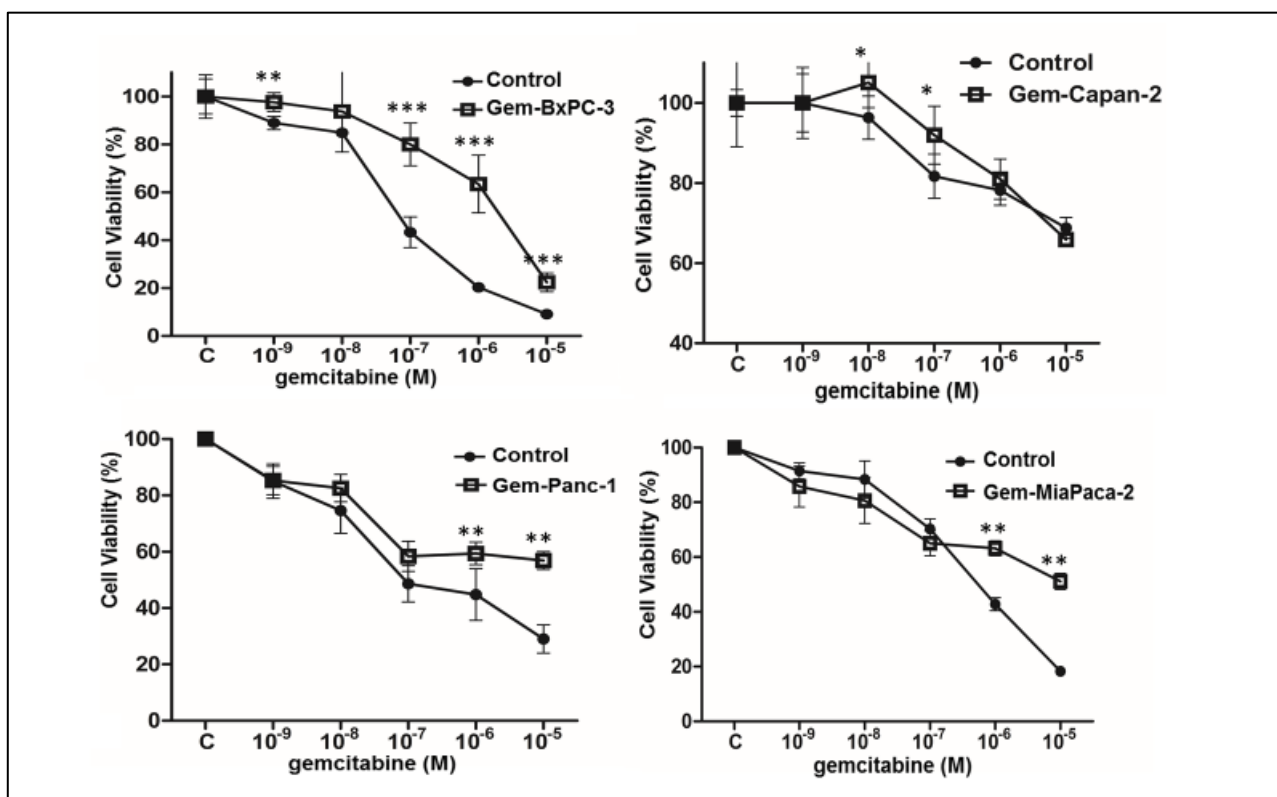 Cell Viability (%)
100
80
60
40
20
0
**
***
***
***
Control
Gem-BxPC-3
C 10⁻⁹ 10⁻⁸ 10⁻⁷ 10⁻⁶ 10⁻⁵
gemcitabine (M)
Cell Viability (%)
100
80
60
40
*
*
Control
Gem-Capan-2
C 10⁻⁹ 10⁻⁸ 10⁻⁷ 10⁻⁶ 10⁻⁵
gemcitabine (M)
Cell Viability (%)
100
80
60
40
20
0
Control
Gem-Panc-1
**
**
C 10⁻⁹ 10⁻⁸ 10⁻⁷ 10⁻⁶ 10⁻⁵
gemcitabine (M)
Cell Viability (%)
100
80
60
40
20
0
Control
Gem-MiaPaca-2
**
**
C 10⁻⁹ 10⁻⁸ 10⁻⁷ 10⁻⁶ 10⁻⁵
gemcitabine (M)